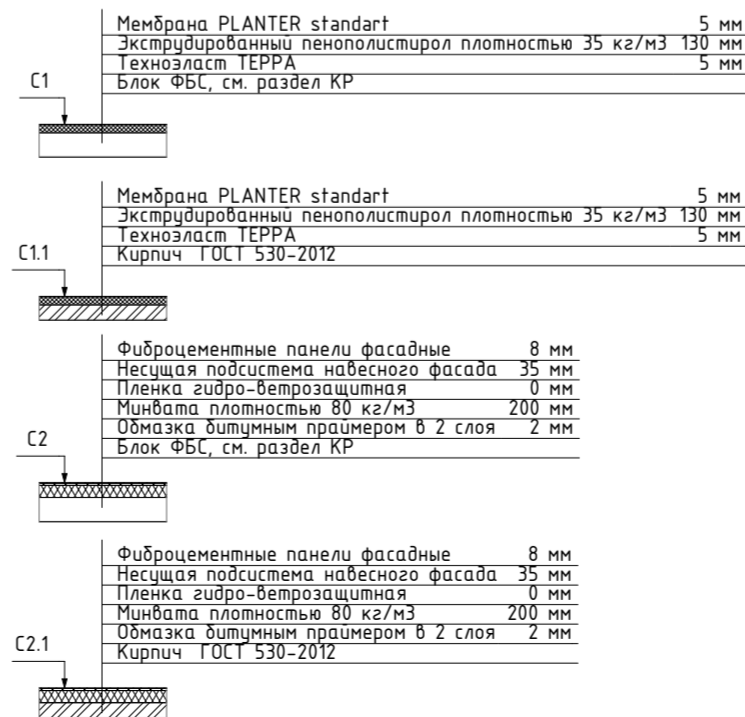 Мембрана PLANTER standart 5 мм
Экструдированный пенополистирол плотностью 35 кг/м3 130 мм
Техноэласт ТЕРРА 5 мм
Блок ФБС, см. раздел КР
С1
Мембрана PLANTER standart 5 мм
Экструдированный пенополистирол плотностью 35 кг/м3 130 мм
Техноэласт ТЕРРА 5 мм
Кирпич ГОСТ 530-2012
С1.1
Фиброцементные панели фасадные 8 мм
Несущая подсистема навесного фасада 35 мм
Пленка гидро-ветрозащитная 0 мм
Минвата плотностью 80 кг/м3 200 мм
Обмазка битумным праймером в 2 слоя 2 мм
Блок ФБС, см. раздел КР
С2
Фиброцементные панели фасадные 8 мм
Несущая подсистема навесного фасада 35 мм
Пленка гидро-ветрозащитная 0 мм
Минвата плотностью 80 кг/м3 200 мм
Обмазка битумным праймером в 2 слоя 2 мм
Кирпич ГОСТ 530-2012
С2.1